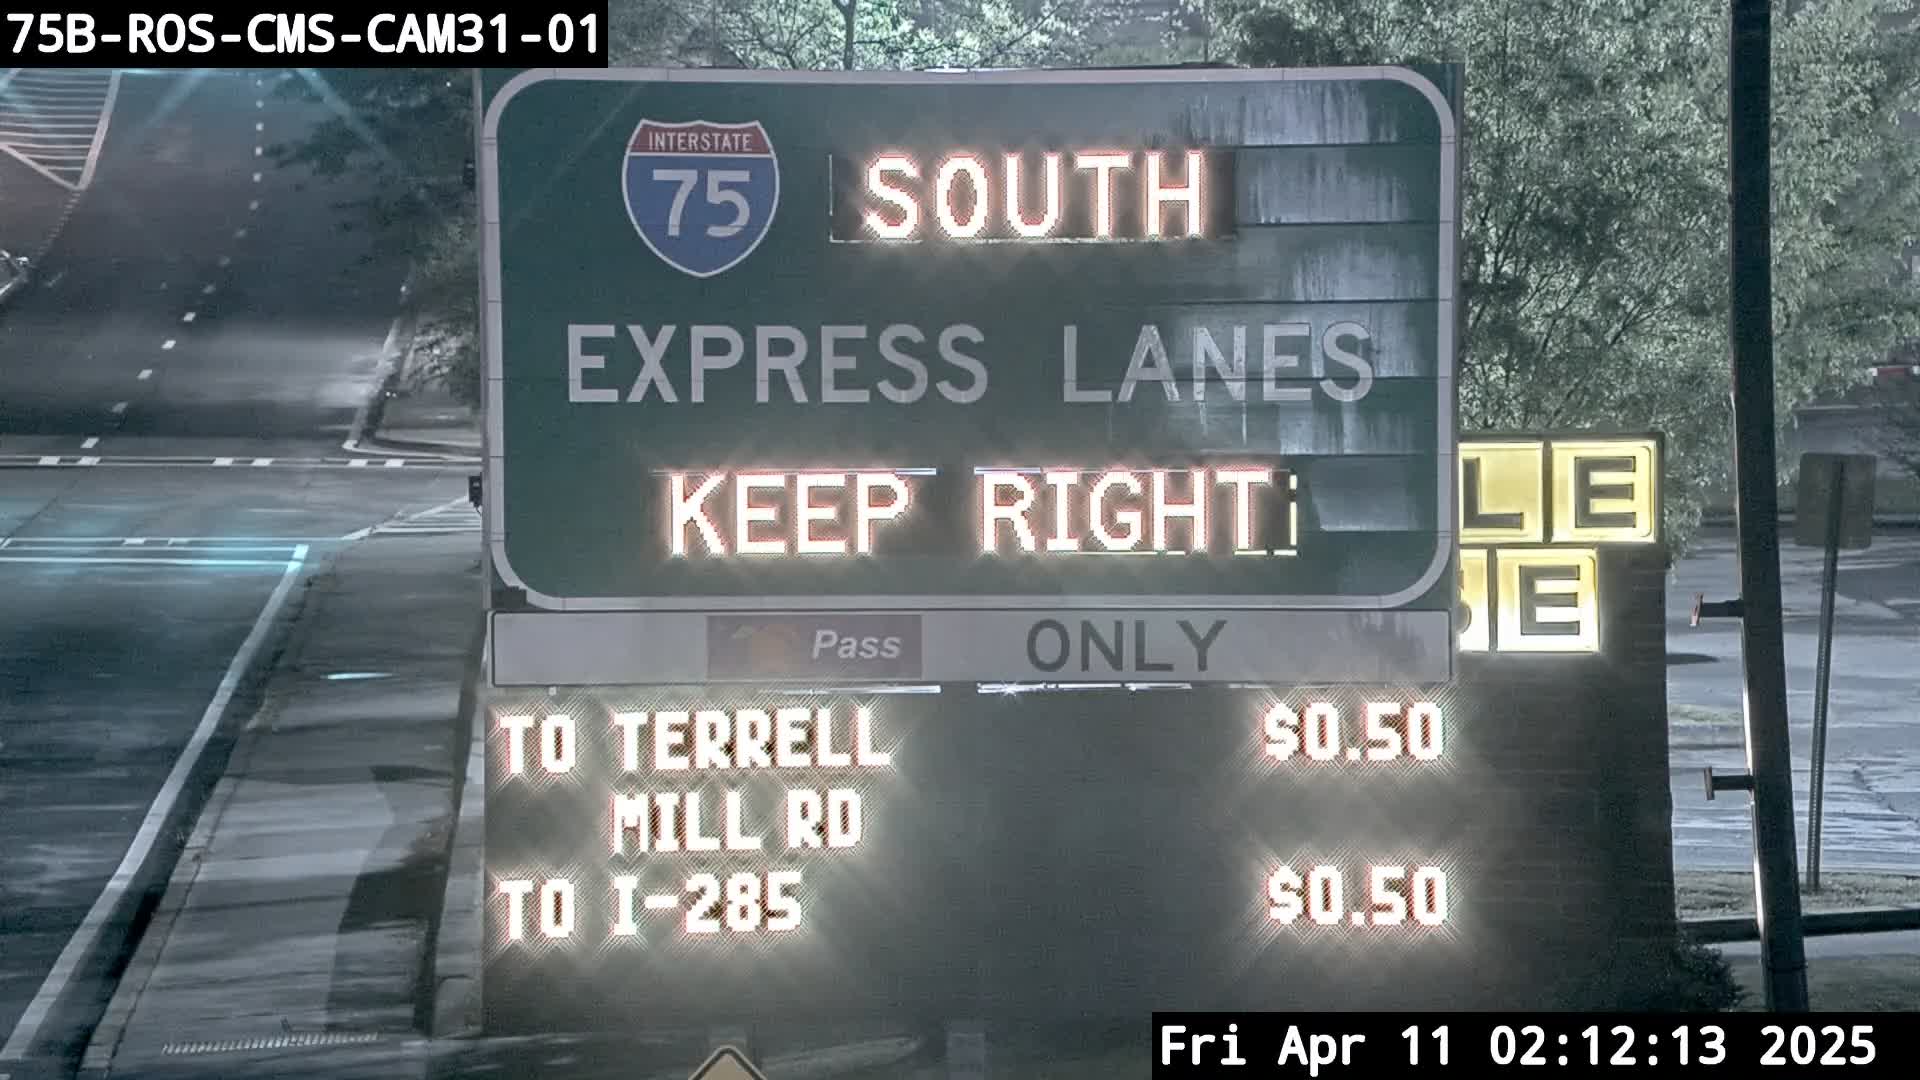 75B-ROS-CMS-CAM31-01
INTERSTATE
75
SOUTH
EXPRESS LANES
KEEP RIGHT
Pass ONLY
TO TERRELL $0.50
MILL RD
TO I-285 $0.50
LE
E
Fri Apr 11 02:12:13 2025